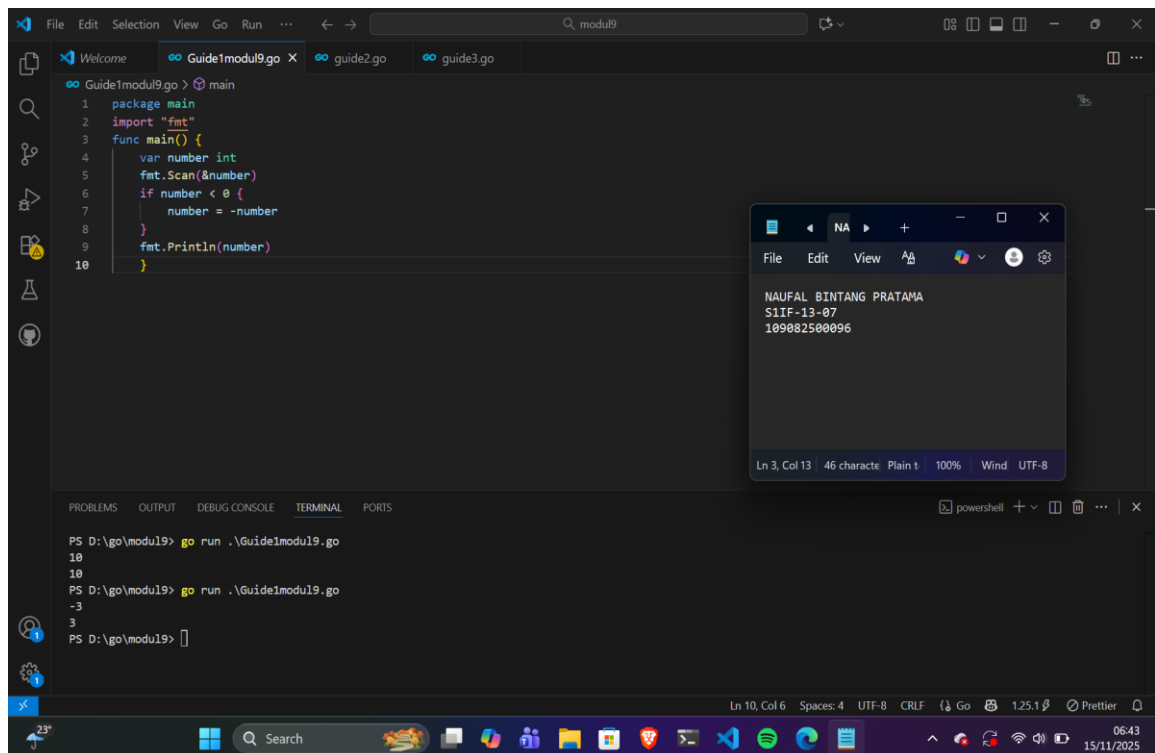 File Edit Selection View Go Run ··· modul9
Welcome Guide1modul9.go guide2.go guide3.go
Guide1modul9.go > main
1 package main
2 import "fmt"
3 func main() {
4 var number int
5 fmt.Scan(&number)
6 if number < 0 {
7 number = -number
8 }
9 fmt.Println(number)
10 }
NA
File Edit View
NAUFAL BINTANG PRATAMA
S1IF-13-07
109082500096
Ln 3, Col 13 46 characte Plain t 100% Wind UTF-8
PROBLEMS OUTPUT DEBUG CONSOLE TERMINAL PORTS powershell
PS D:\go\modul9> go run .\Guide1modul9.go
10
10
PS D:\go\modul9> go run .\Guide1modul9.go
-3
3
PS D:\go\modul9>
1
1
Ln 10, Col 6 Spaces: 4 UTF-8 CRLF Go 1.25.1 Prettier
23° Search 06:43
15/11/2025